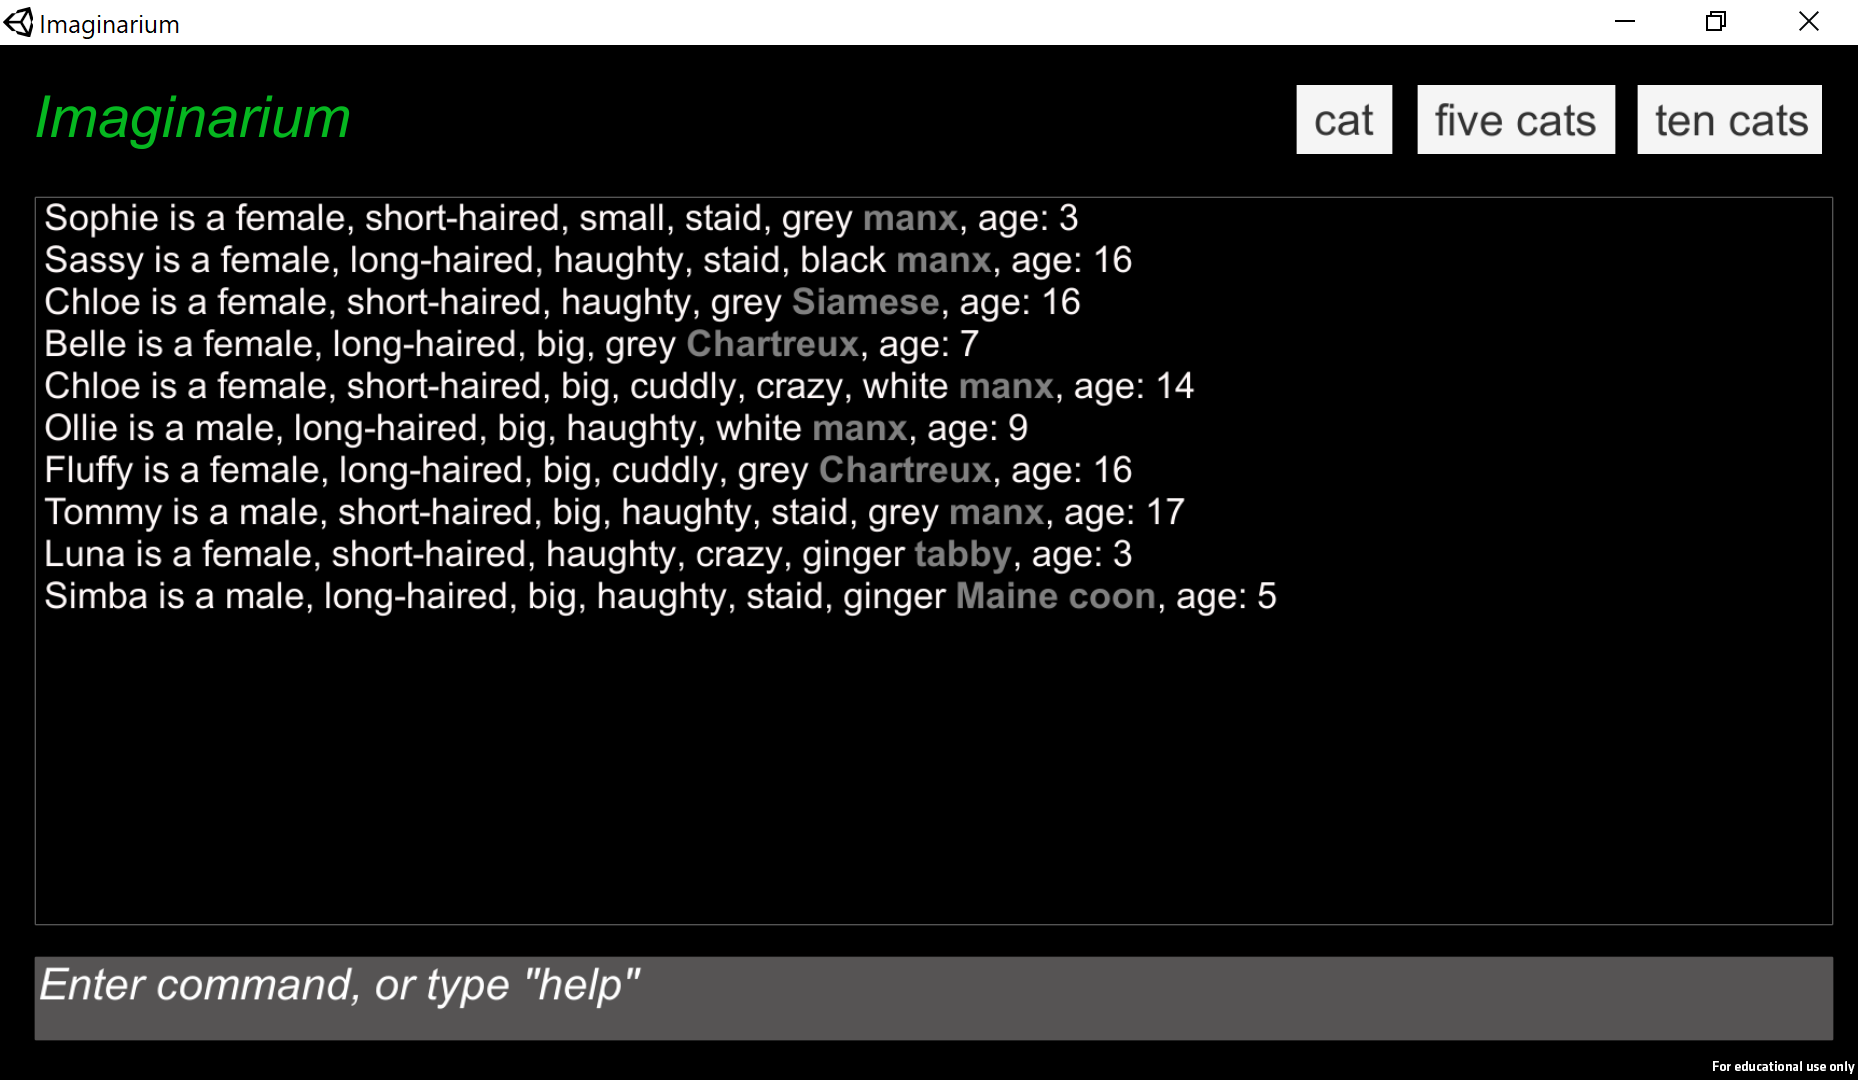 Imaginarium
Imaginarium
cat
five cats
ten cats
Sophie is a female, short-haired, small, staid, grey manx, age: 3
Sassy is a female, long-haired, haughty, staid, black manx, age: 16
Chloe is a female, short-haired, haughty, grey Siamese, age: 16
Belle is a female, long-haired, big, grey Chartreux, age: 7
Chloe is a female, short-haired, big, cuddly, crazy, white manx, age: 14
Ollie is a male, long-haired, big, haughty, white manx, age: 9
Fluffy is a female, long-haired, big, cuddly, grey Chartreux, age: 16
Tommy is a male, short-haired, big, haughty, staid, grey manx, age: 17
Luna is a female, short-haired, haughty, crazy, ginger tabby, age: 3
Simba is a male, long-haired, big, haughty, staid, ginger Maine coon, age: 5
Enter command, or type "help"
For educational use only